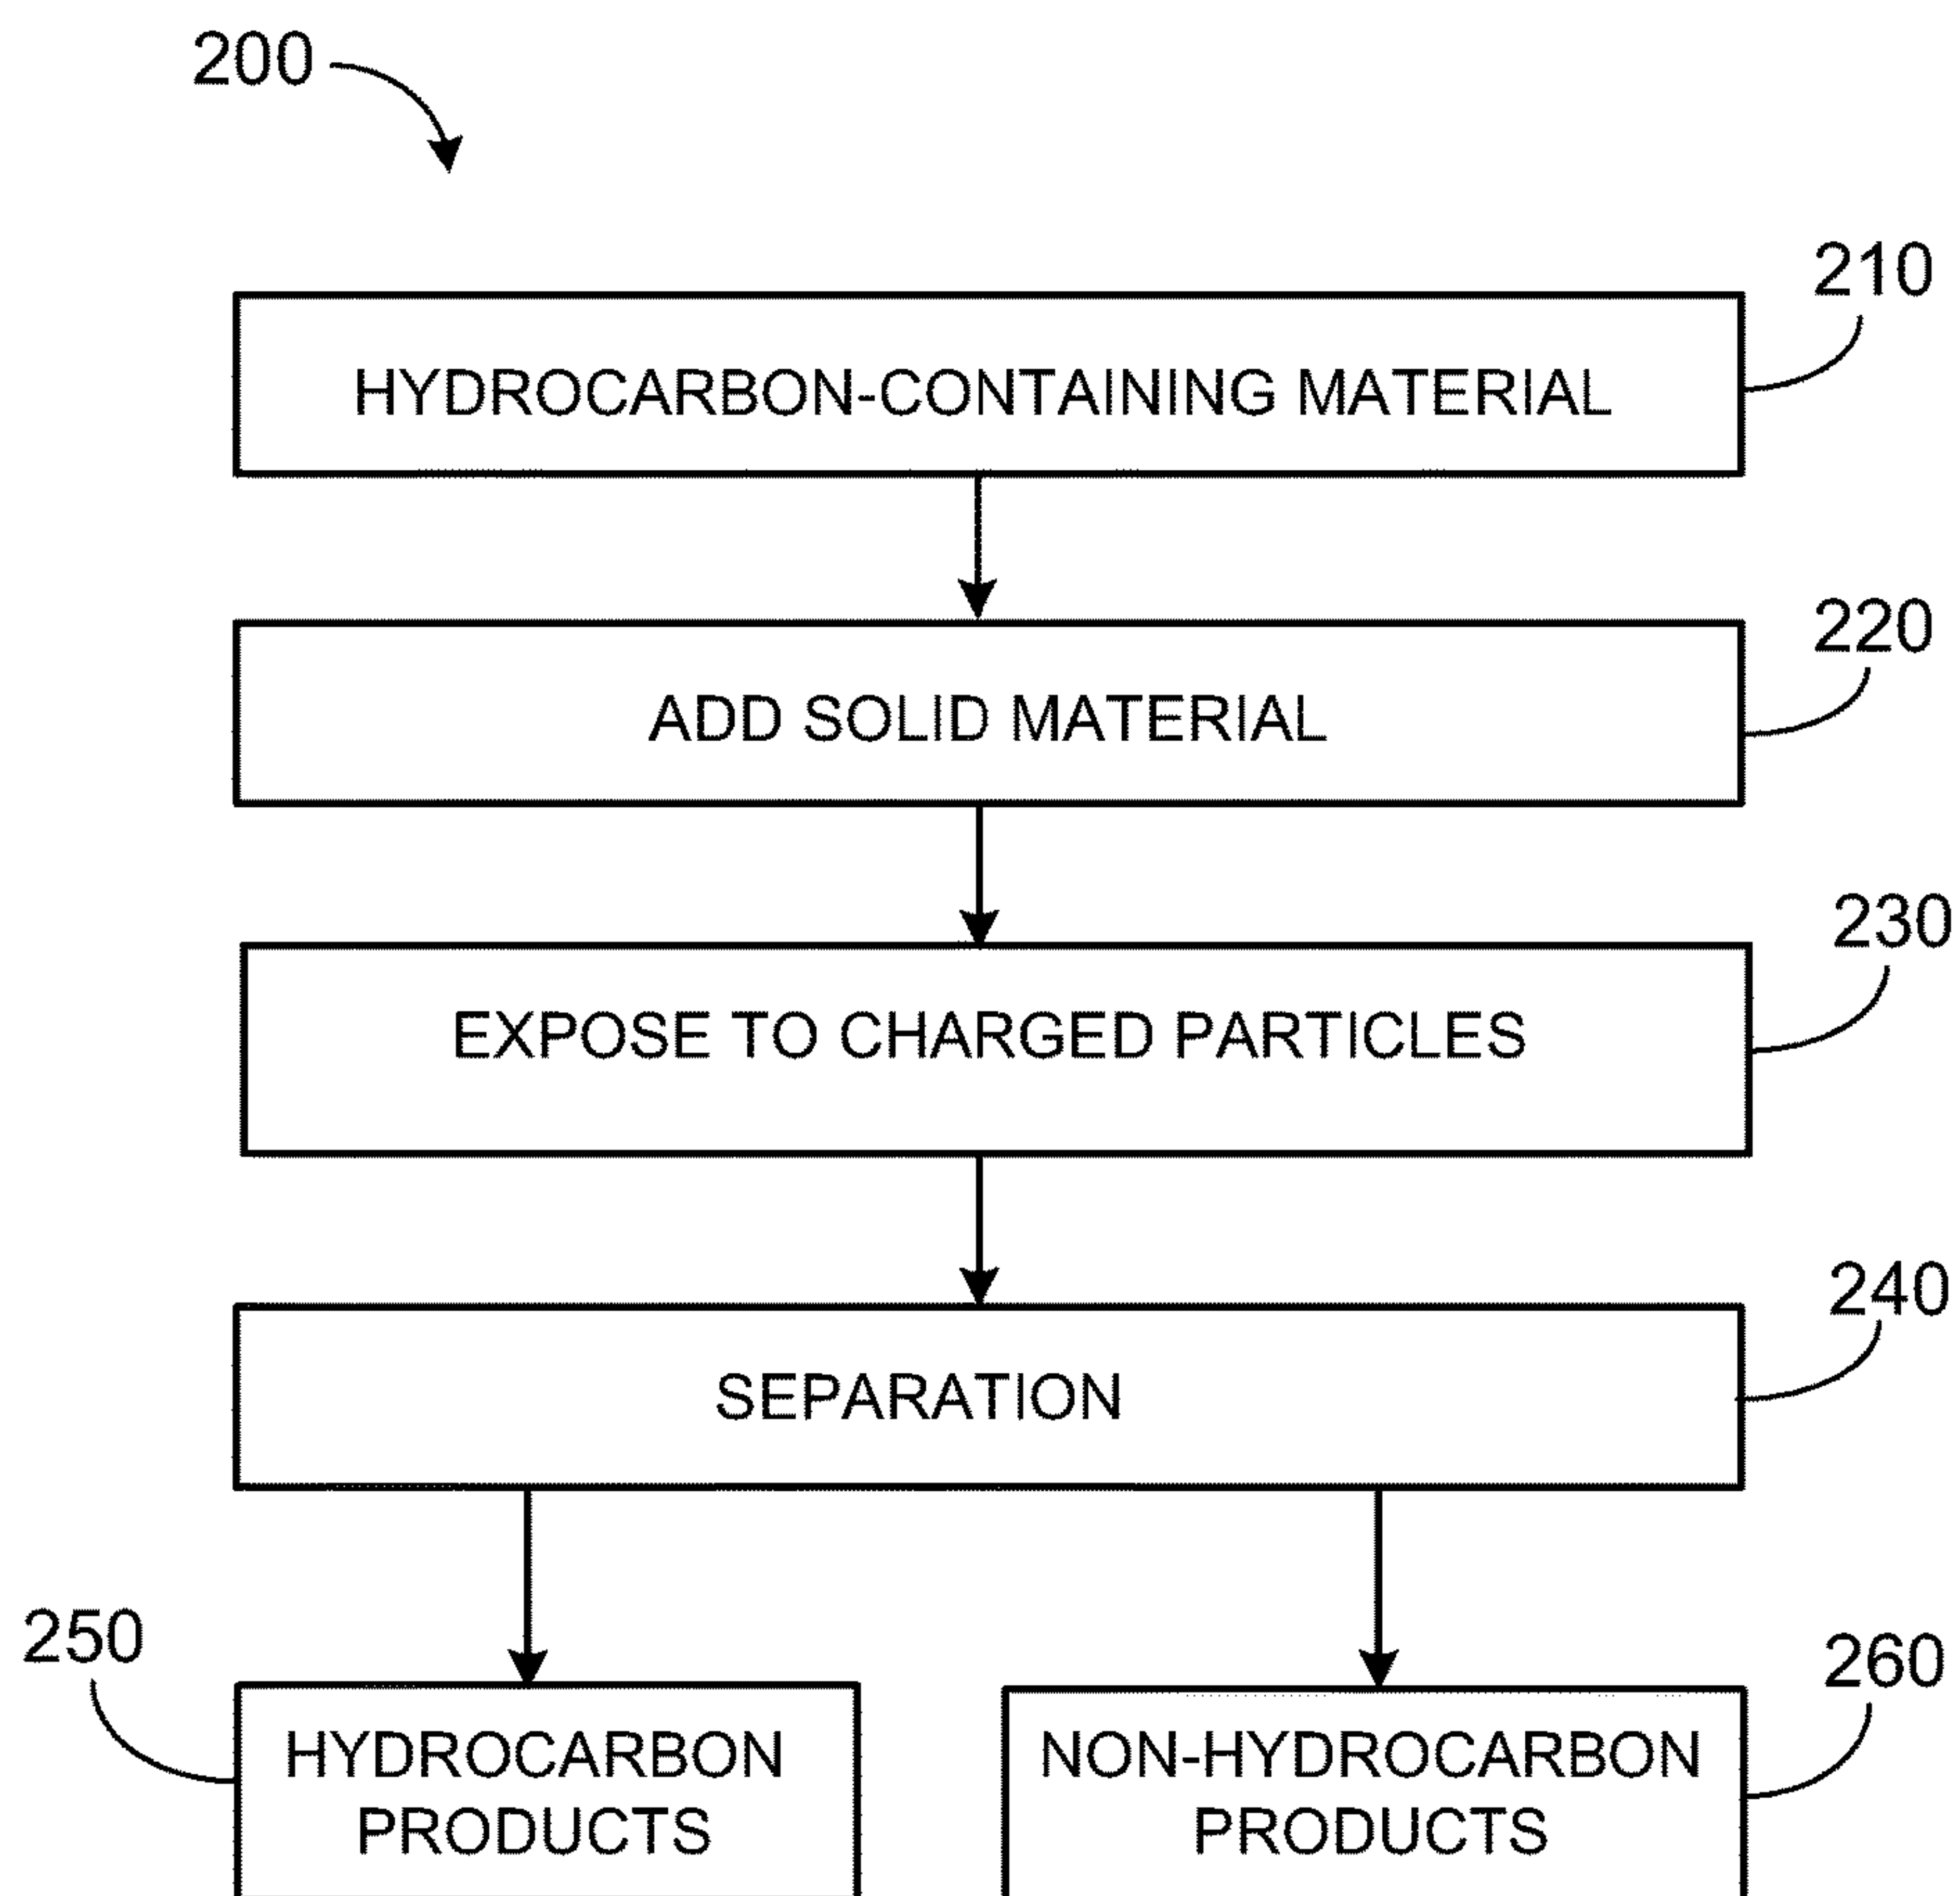 200
210
HYDROCARBON-CONTAINING MATERIAL
220
ADD SOLID MATERIAL
230
EXPOSE TO CHARGED PARTICLES
240
SEPARATION
250
260
HYDROCARBON
PRODUCTS
NON-HYDROCARBON
PRODUCTS